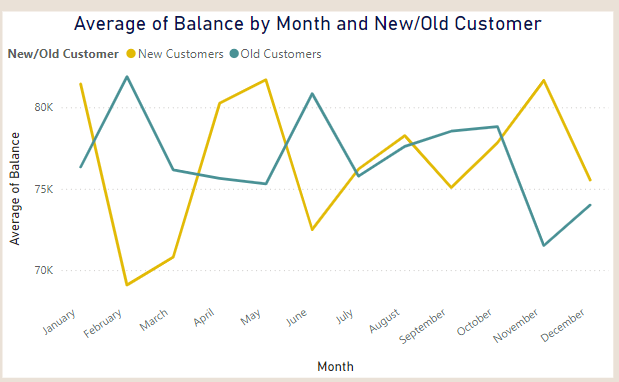 Average of Balance by Month and New/Old Customer
New/Old Customer New Customers Old Customers
Average of Balance
80K
75K
70K
January February March April May June July August September October November December
Month